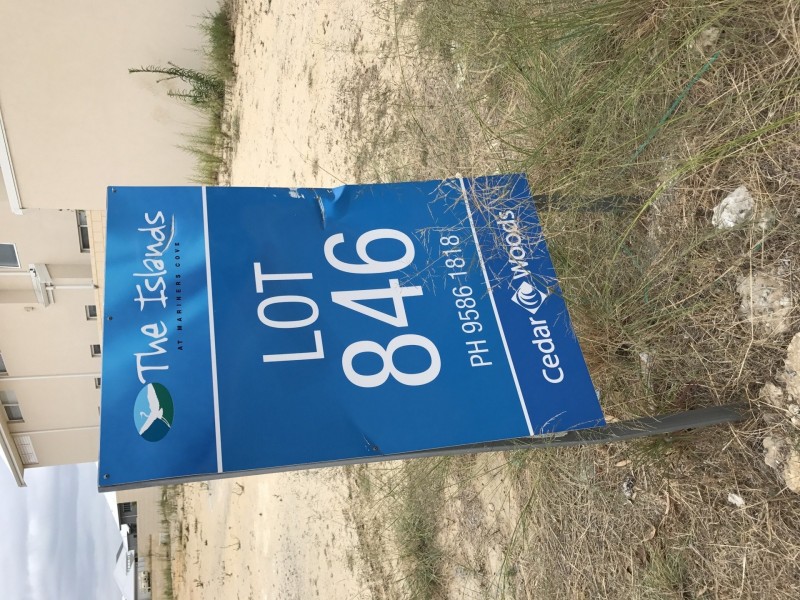 The Islands
AT MARINERS COVE
LOT
846
PH 9586 1818
Cedar woods